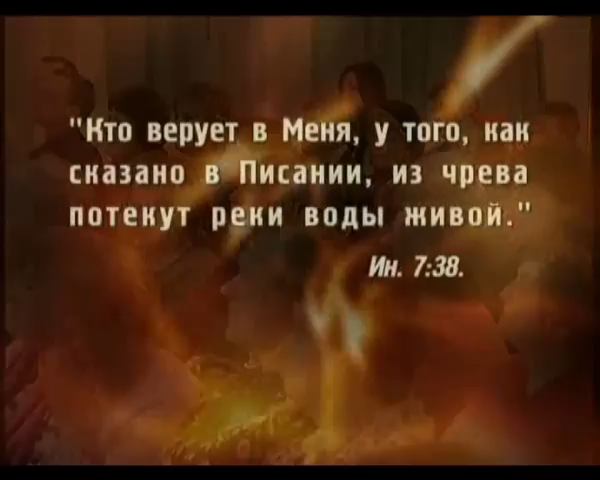 "Кто верует в Меня, у того, как
сказано в Писании, из чрева
потекут реки воды живой."
Ин. 7:38.